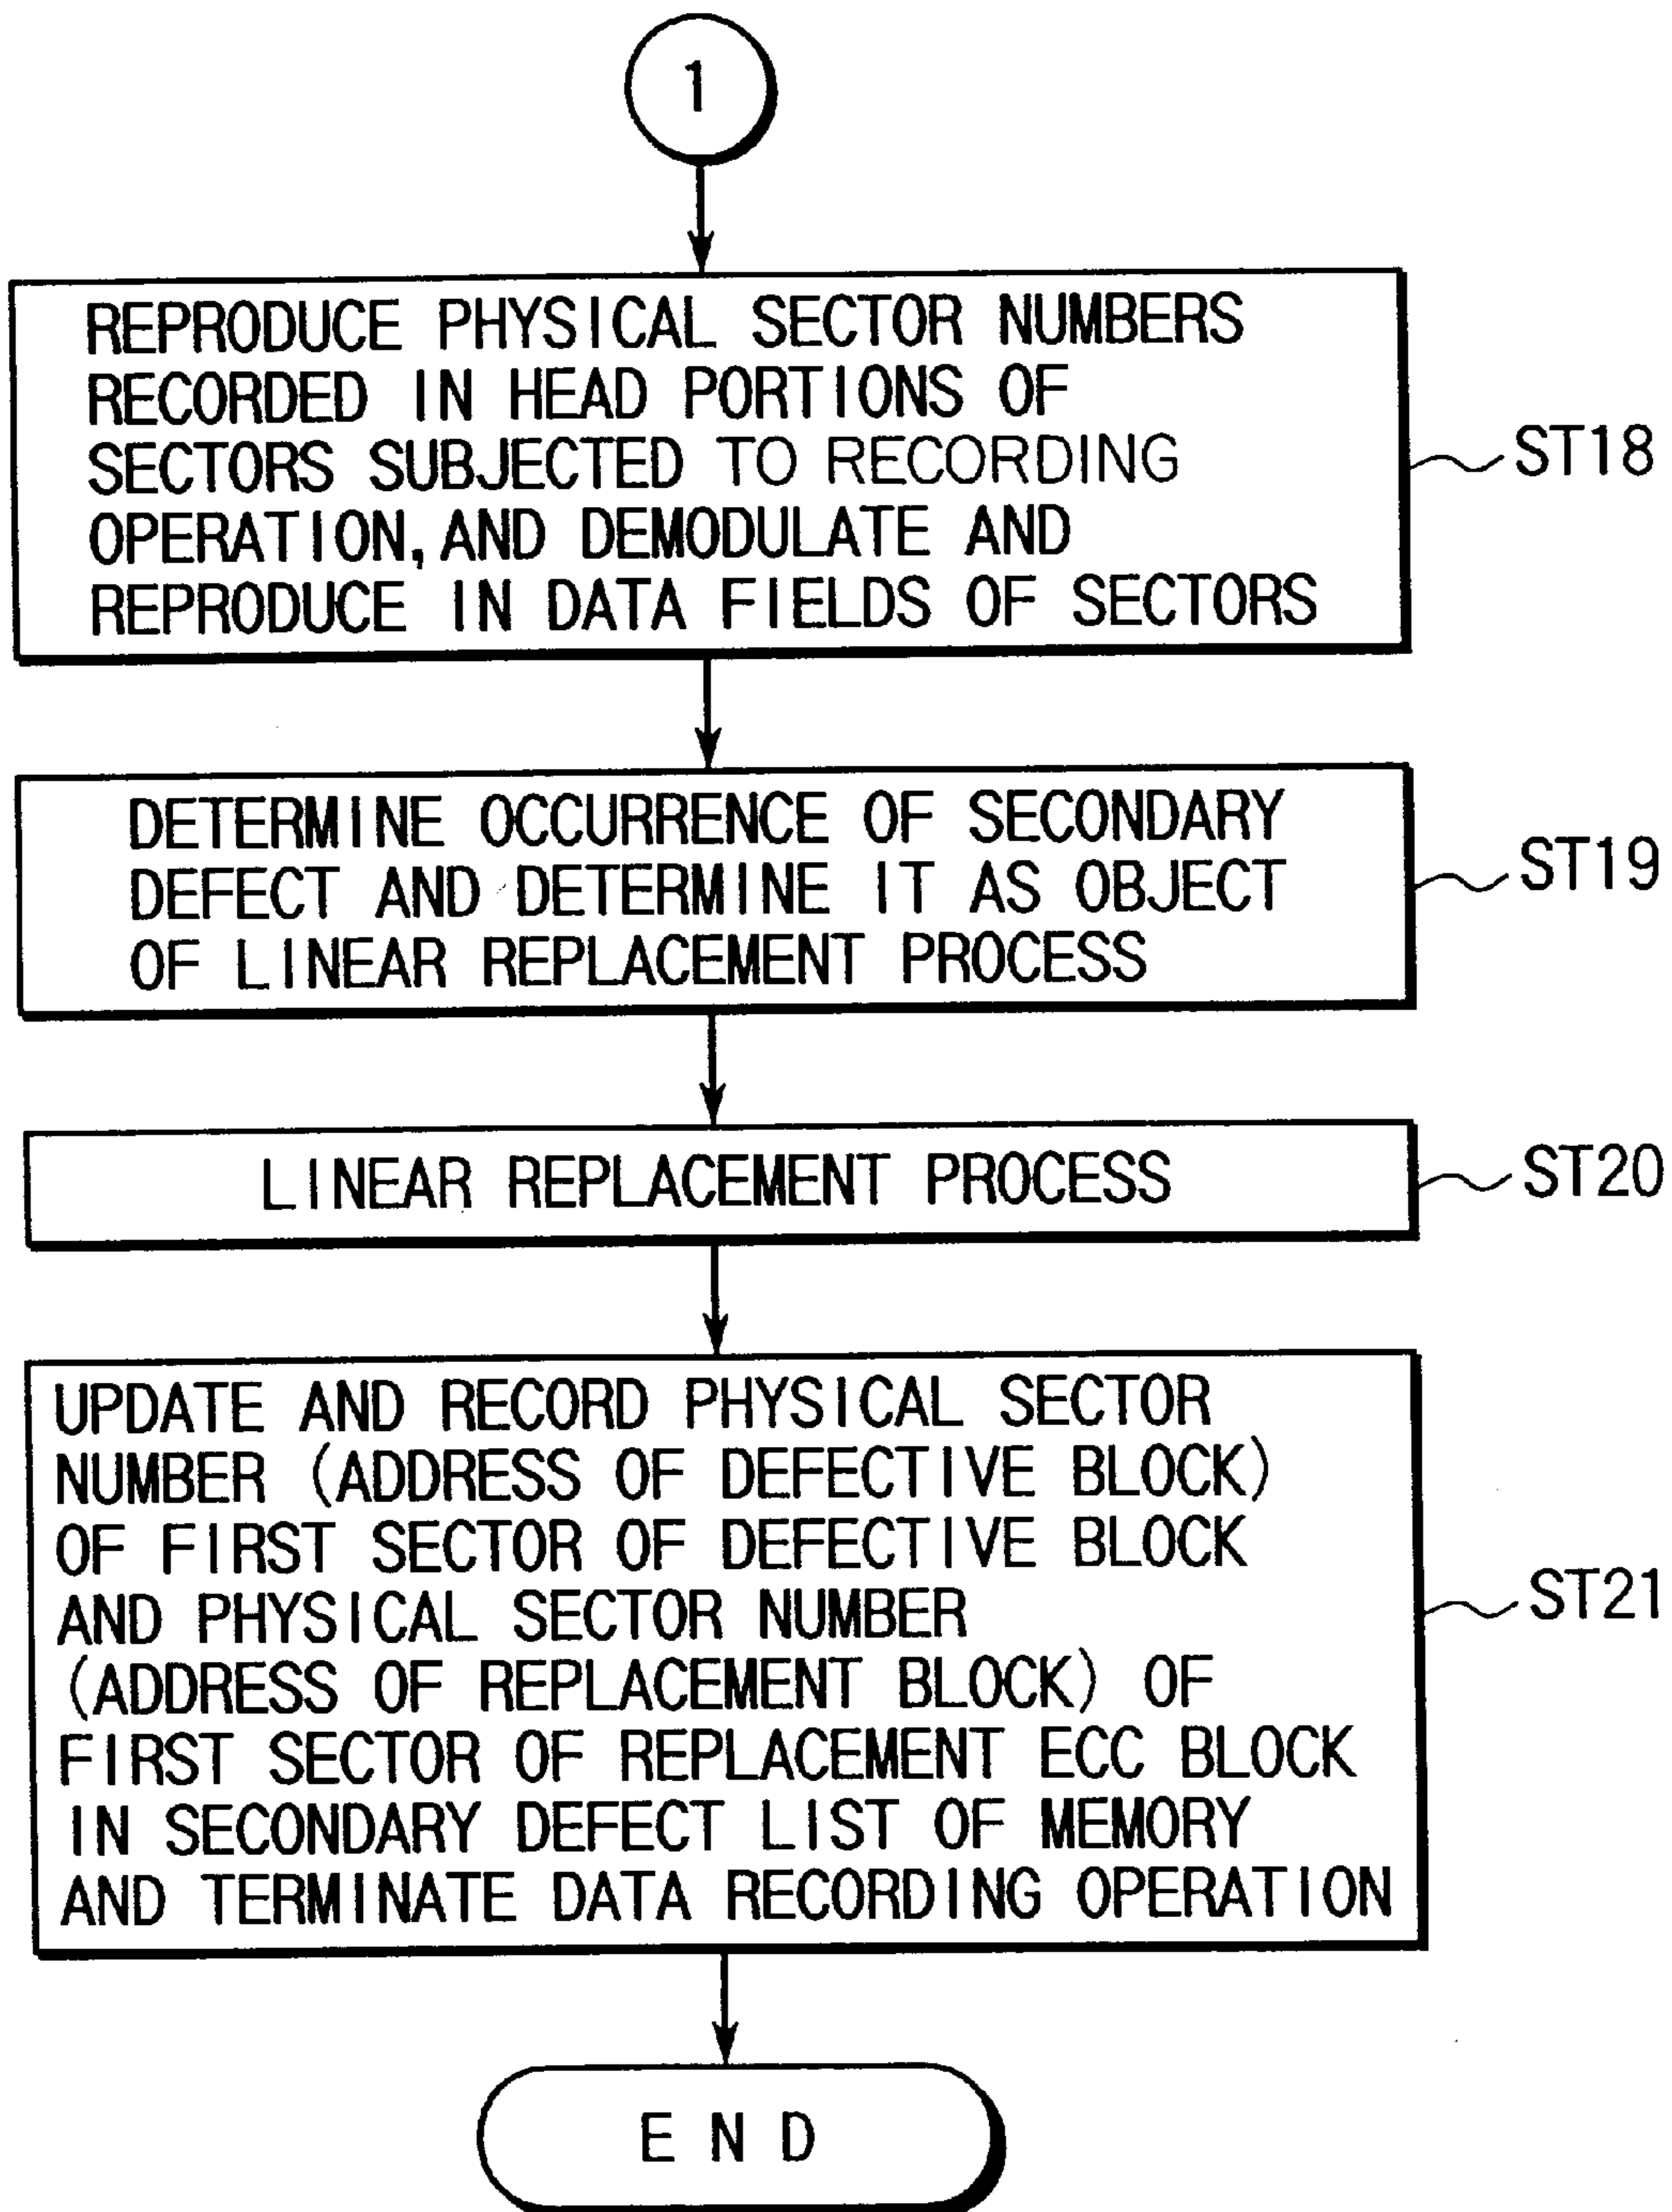 1
REPRODUCE PHYSICAL SECTOR NUMBERS
RECORDED IN HEAD PORTIONS OF
SECTORS SUBJECTED TO RECORDING
OPERATION, AND DEMODULATE AND
REPRODUCE IN DATA FIELDS OF SECTORS
ST18
DETERMINE OCCURRENCE OF SECONDARY
DEFECT AND DETERMINE IT AS OBJECT
OF LINEAR REPLACEMENT PROCESS
ST19
LINEAR REPLACEMENT PROCESS
ST20
UPDATE AND RECORD PHYSICAL SECTOR
NUMBER (ADDRESS OF DEFECTIVE BLOCK)
OF FIRST SECTOR OF DEFECTIVE BLOCK
AND PHYSICAL SECTOR NUMBER
(ADDRESS OF REPLACEMENT BLOCK) OF
FIRST SECTOR OF REPLACEMENT ECC BLOCK
IN SECONDARY DEFECT LIST OF MEMORY
AND TERMINATE DATA RECORDING OPERATION
ST21
END